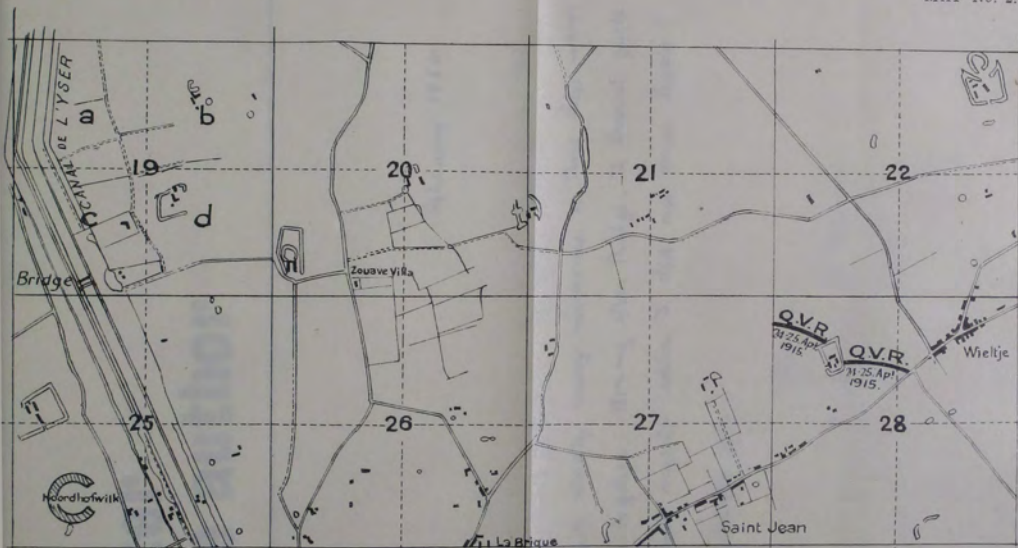 CANAL DE L'YSER
a
b
19
20
21
22
c
d
Bridge
Zouave Villa
Q.V.R.
24-25. Apl.
1915.
Q.V.R.
24-25. Apl.
1915.
Wieltje
25
26
27
28
Noordhofwilk
Saint Jean
La Brique